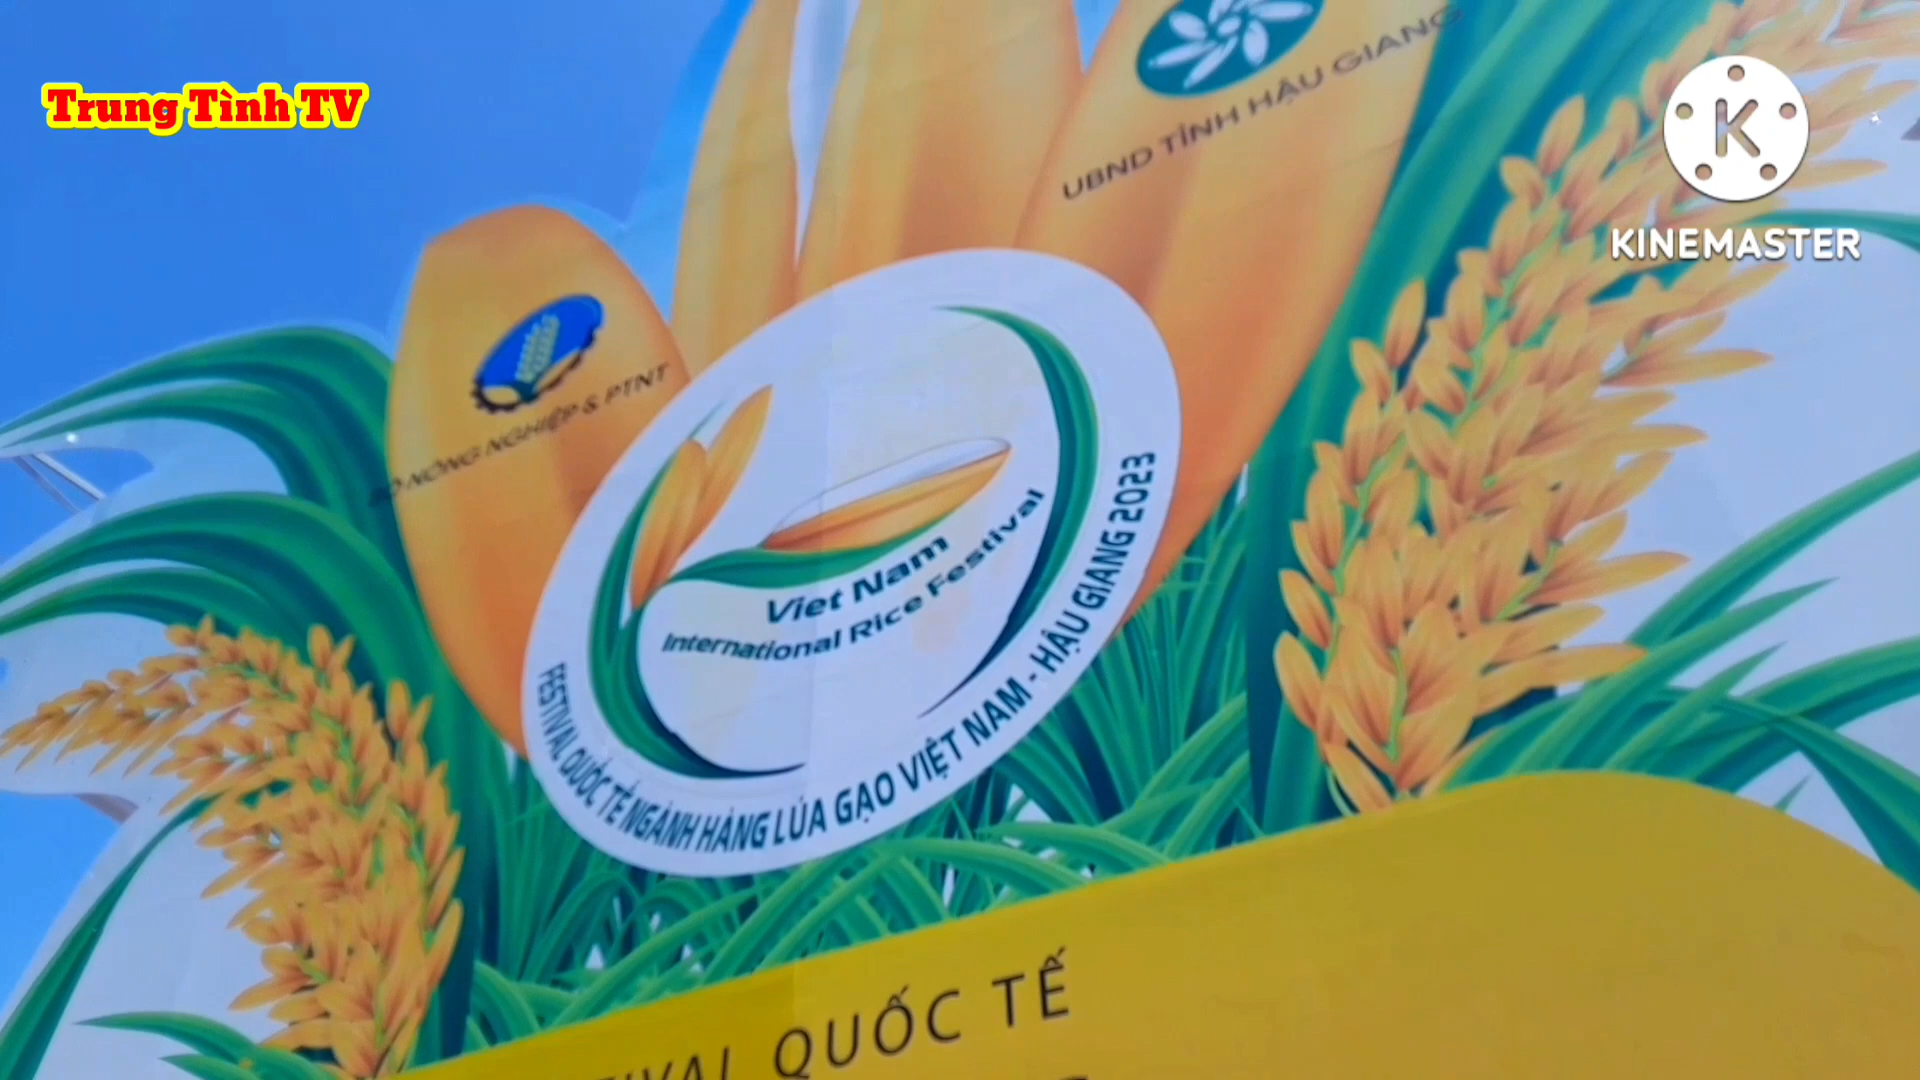 Trung Tình TV
K
KINEMASTER
UBND TỈNH HẬU GIANG
BỘ NÔNG NGHIỆP & PTNT
Viet Nam
International Rice Festival
FESTIVAL QUỐC TẾ NGÀNH HÀNG LÚA GẠO VIỆT NAM - HẬU GIANG 2023
QUỐC TẾ